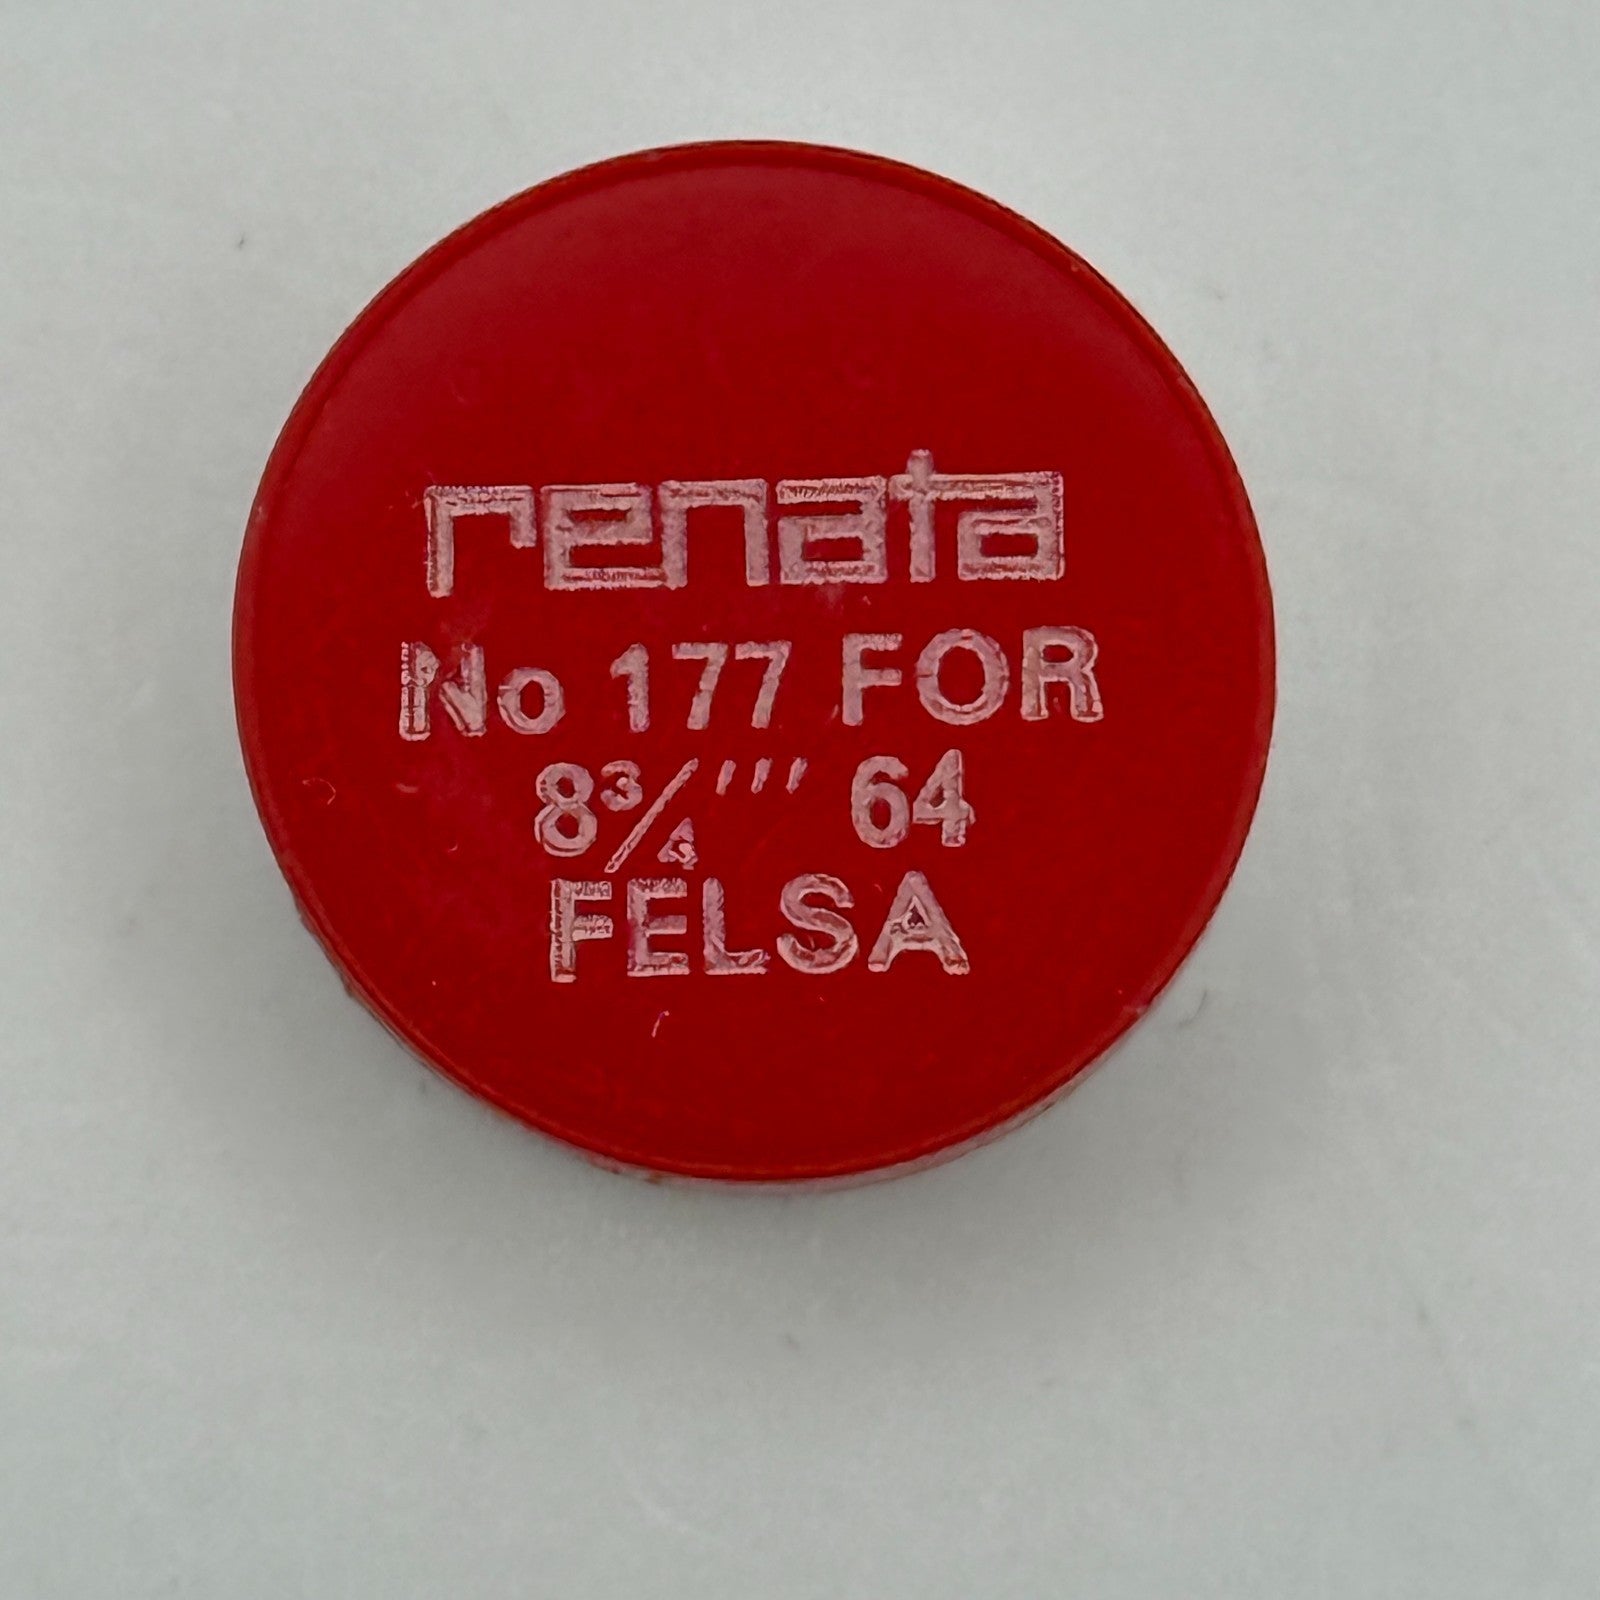 renata
No 177 FOR
8¾''' 64
FELSA